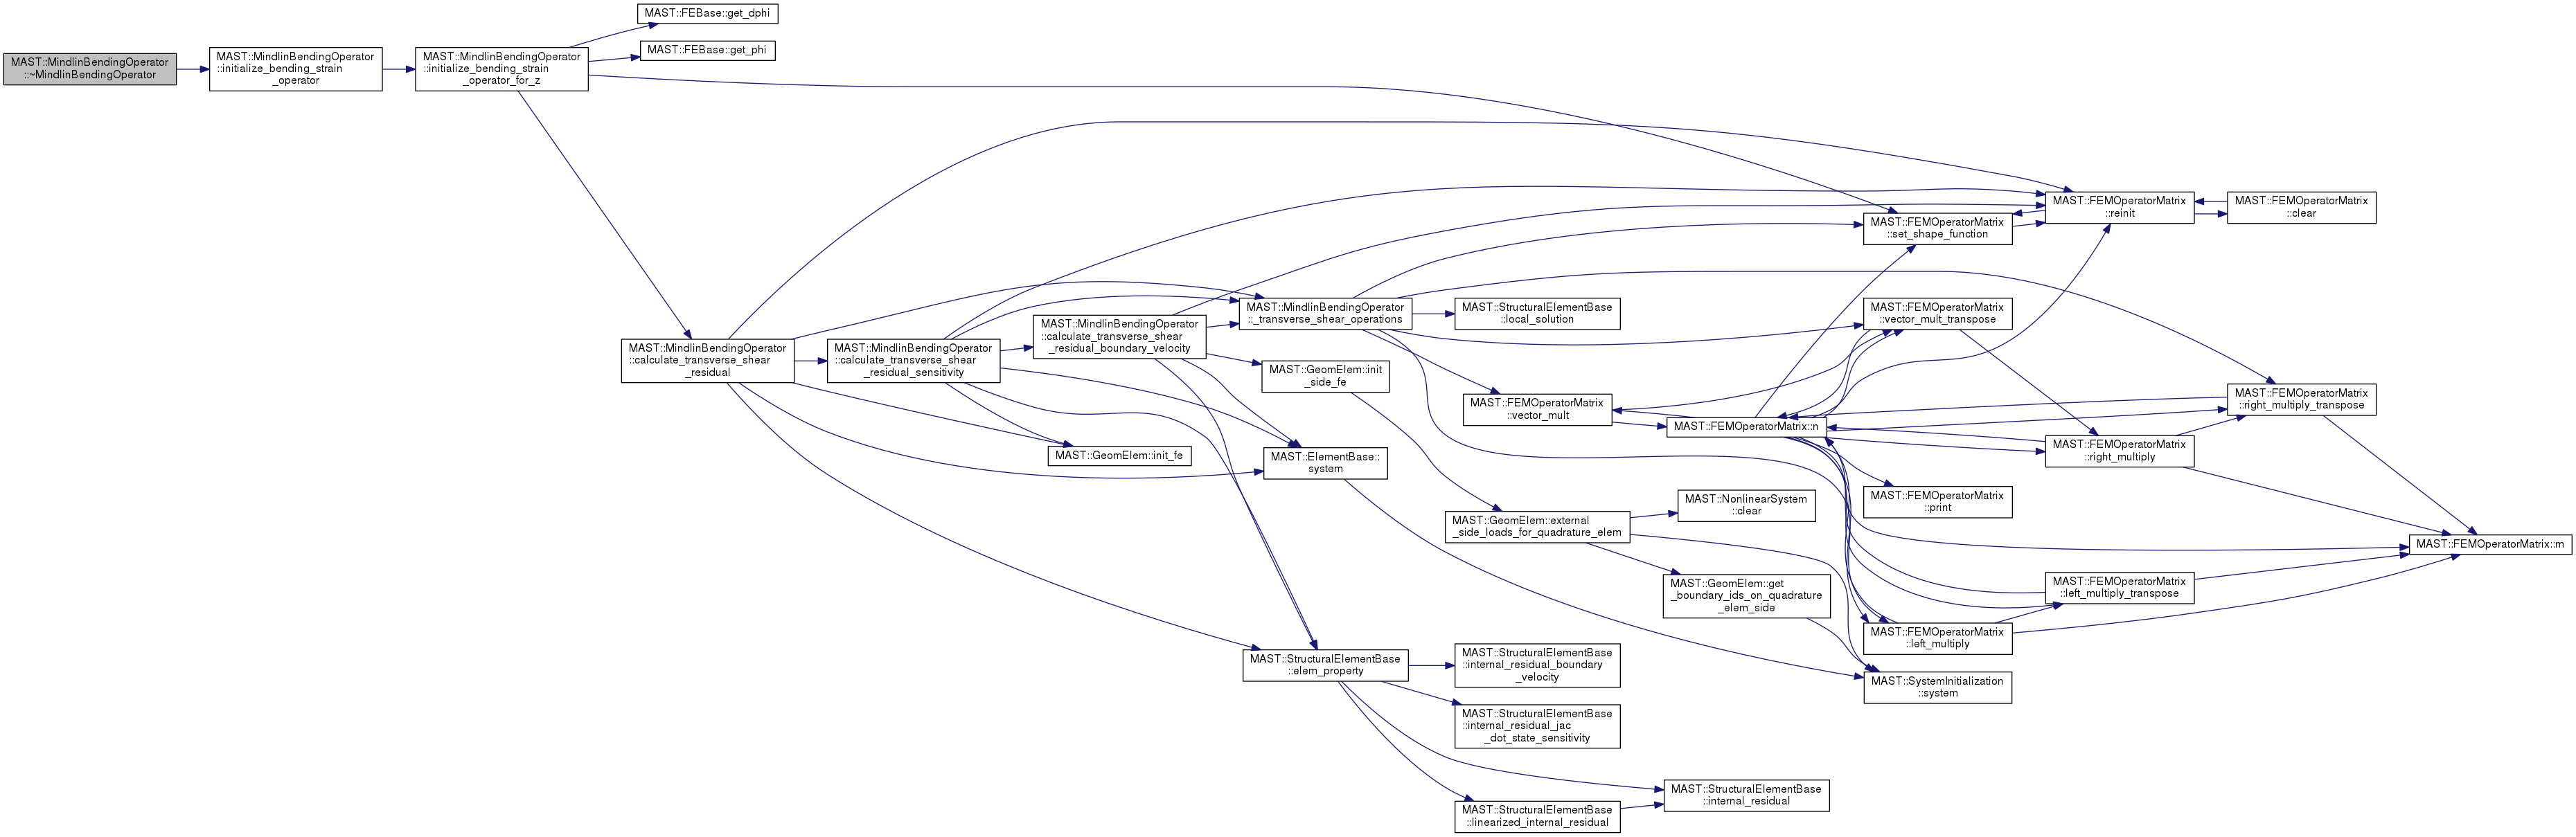 MAST::MindlinBendingOperator
::~MindlinBendingOperator
MAST::MindlinBendingOperator
::initialize_bending_strain
_operator
MAST::MindlinBendingOperator
::initialize_bending_strain
_operator_for_z
MAST::FEBase::get_dphi
MAST::FEBase::get_phi
MAST::MindlinBendingOperator
::calculate_transverse_shear
_residual
MAST::MindlinBendingOperator
::calculate_transverse_shear
_residual_sensitivity
MAST::MindlinBendingOperator
::calculate_transverse_shear
_residual_boundary_velocity
MAST::GeomElem::init_fe
MAST::MindlinBendingOperator
::_transverse_shear_operations
MAST::GeomElem::init
_side_fe
MAST::ElementBase::
system
MAST::StructuralElementBase
::elem_property
MAST::StructuralElementBase
::local_solution
MAST::FEMOperatorMatrix
::vector_mult
MAST::GeomElem::external
_side_loads_for_quadrature_elem
MAST::StructuralElementBase
::internal_residual_boundary
_velocity
MAST::StructuralElementBase
::internal_residual_jac
_dot_state_sensitivity
MAST::StructuralElementBase
::linearized_internal_residual
MAST::FEMOperatorMatrix::n
MAST::NonlinearSystem
::clear
MAST::GeomElem::get
_boundary_ids_on_quadrature
_elem_side
MAST::StructuralElementBase
::internal_residual
MAST::FEMOperatorMatrix
::set_shape_function
MAST::FEMOperatorMatrix
::vector_mult_transpose
MAST::FEMOperatorMatrix
::print
MAST::FEMOperatorMatrix
::left_multiply
MAST::SystemInitialization
::system
MAST::FEMOperatorMatrix
::reinit
MAST::FEMOperatorMatrix
::right_multiply
MAST::FEMOperatorMatrix
::left_multiply_transpose
MAST::FEMOperatorMatrix
::clear
MAST::FEMOperatorMatrix
::right_multiply_transpose
MAST::FEMOperatorMatrix::m